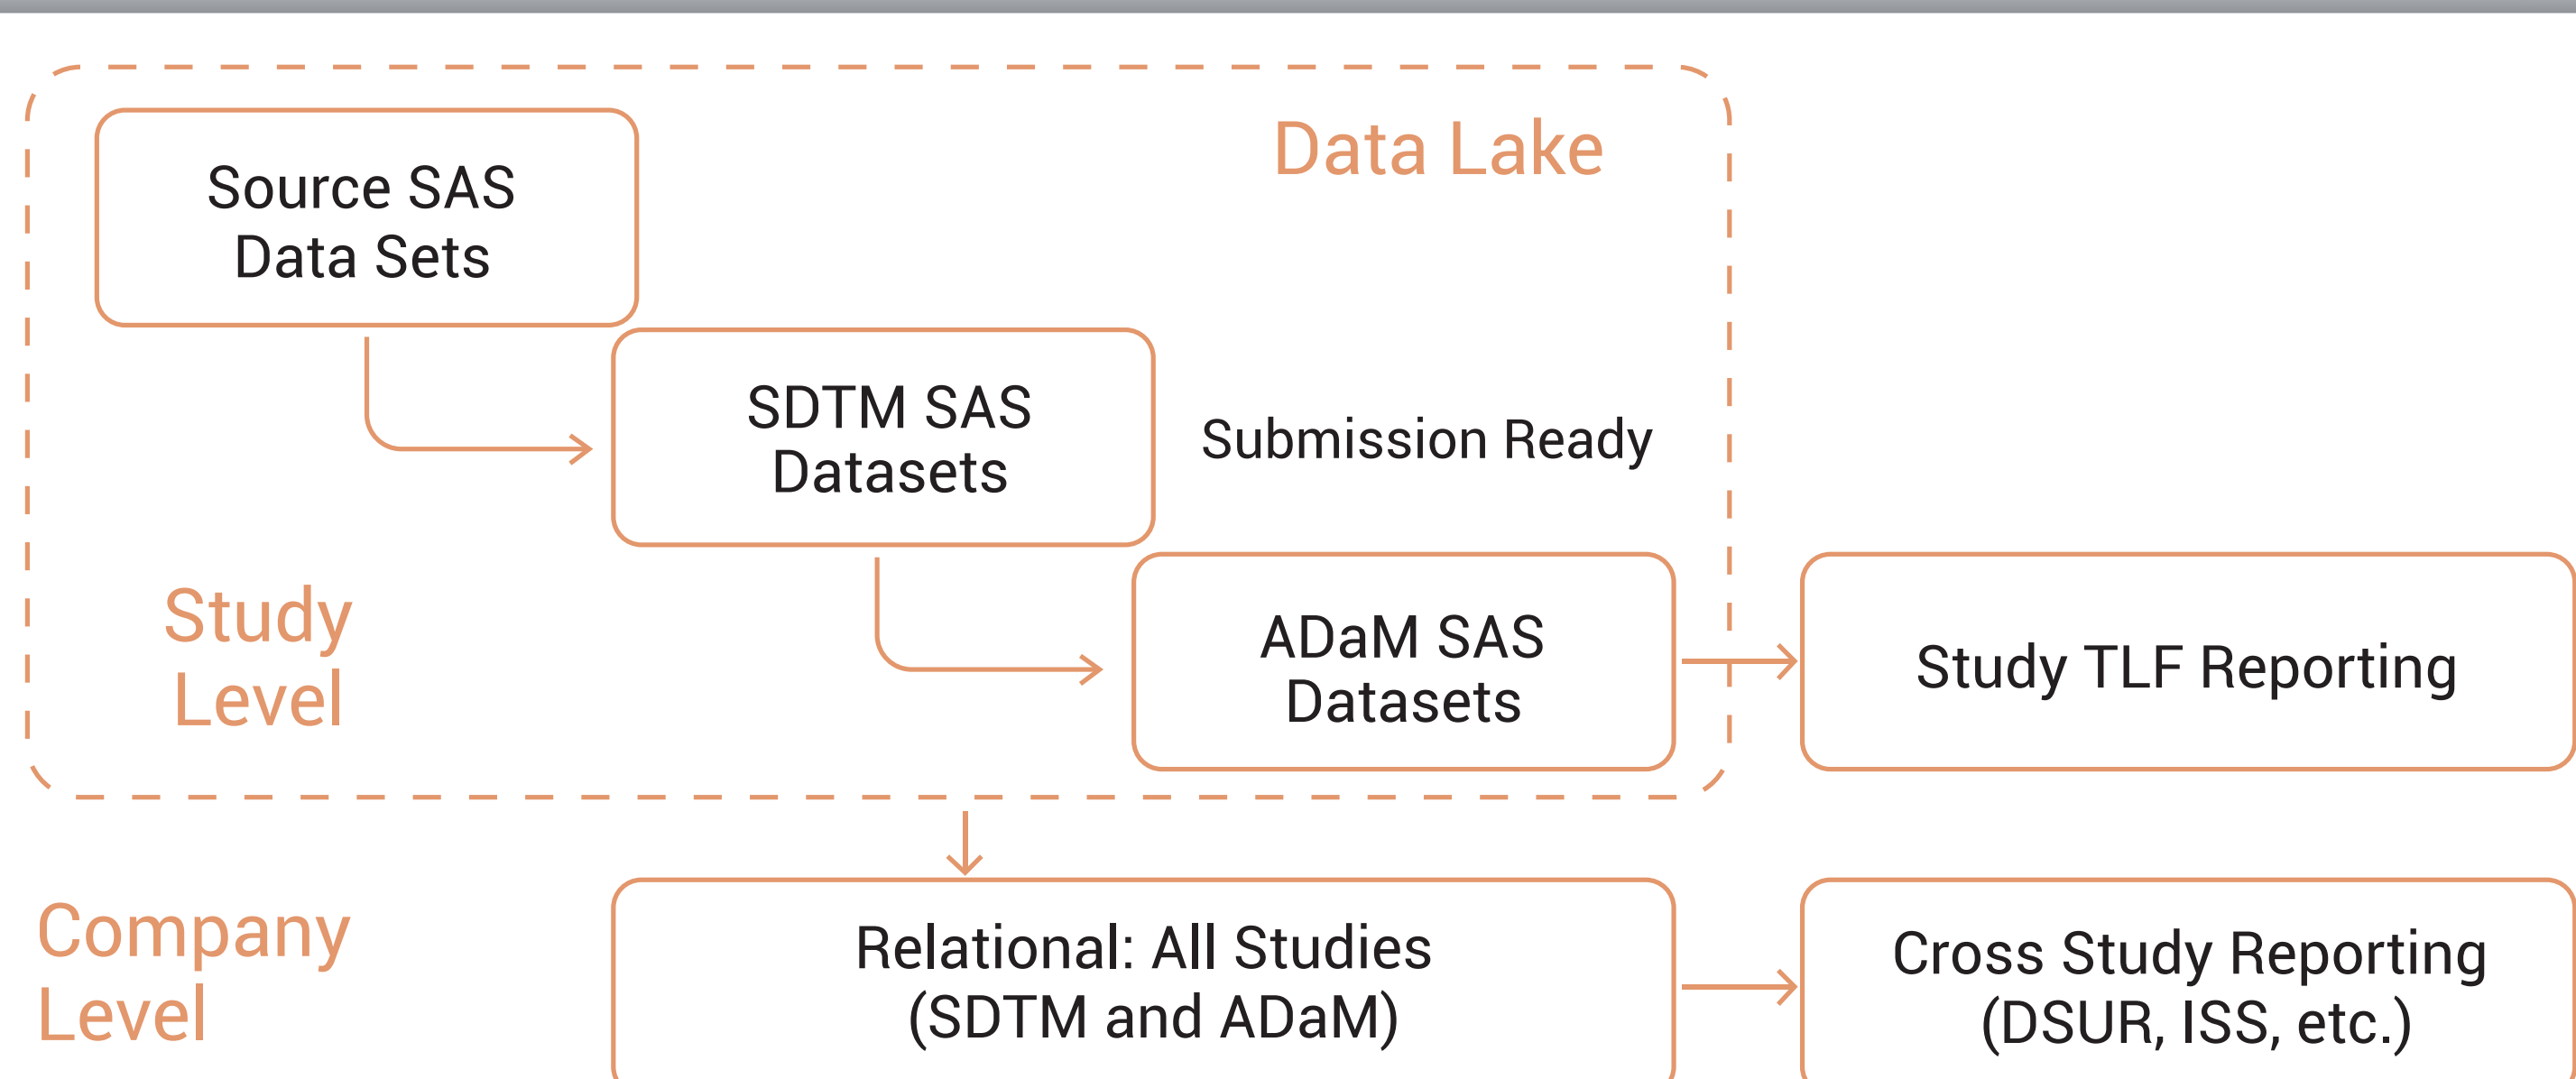 Data Lake
Source SAS
Data Sets
SDTM SAS
Datasets
Submission Ready
Study
Level
ADaM SAS
Datasets
Study TLF Reporting
Company
Level
Relational: All Studies
(SDTM and ADaM)
Cross Study Reporting
(DSUR, ISS, etc.)